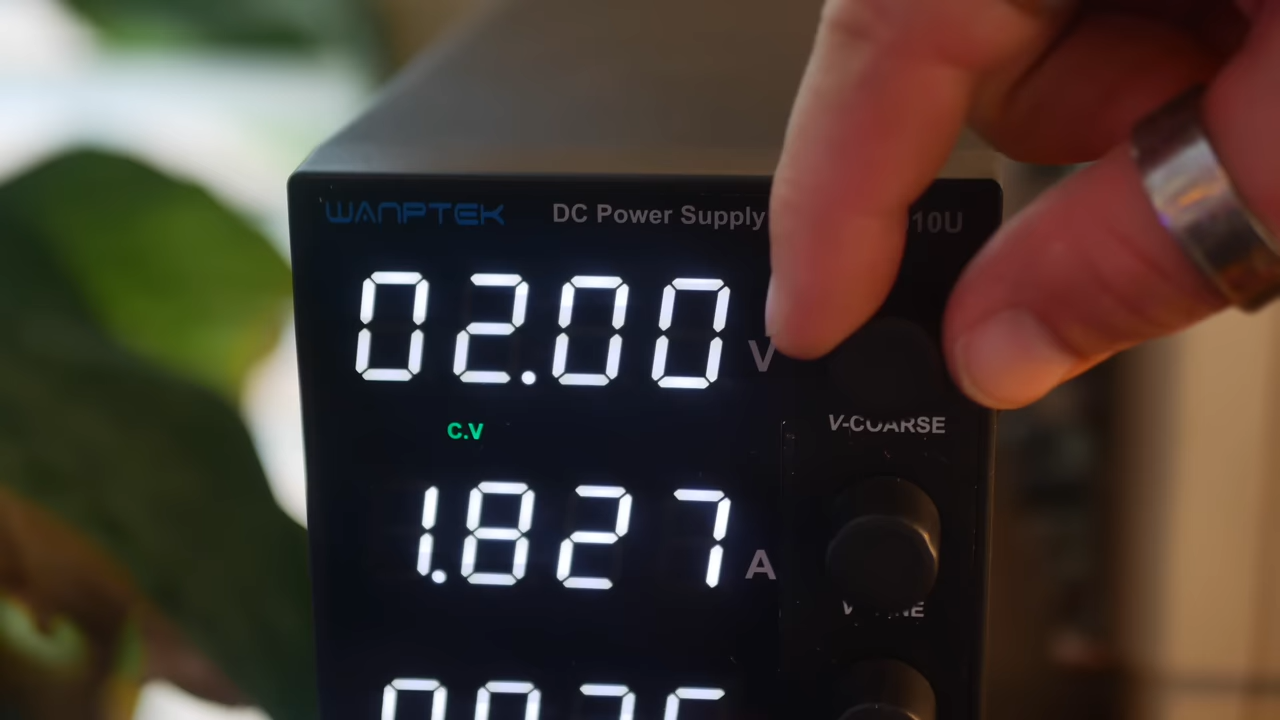 WANPTEK DC Power Supply 10U
02.00 V
V-COARSE
C.V
1.827 A